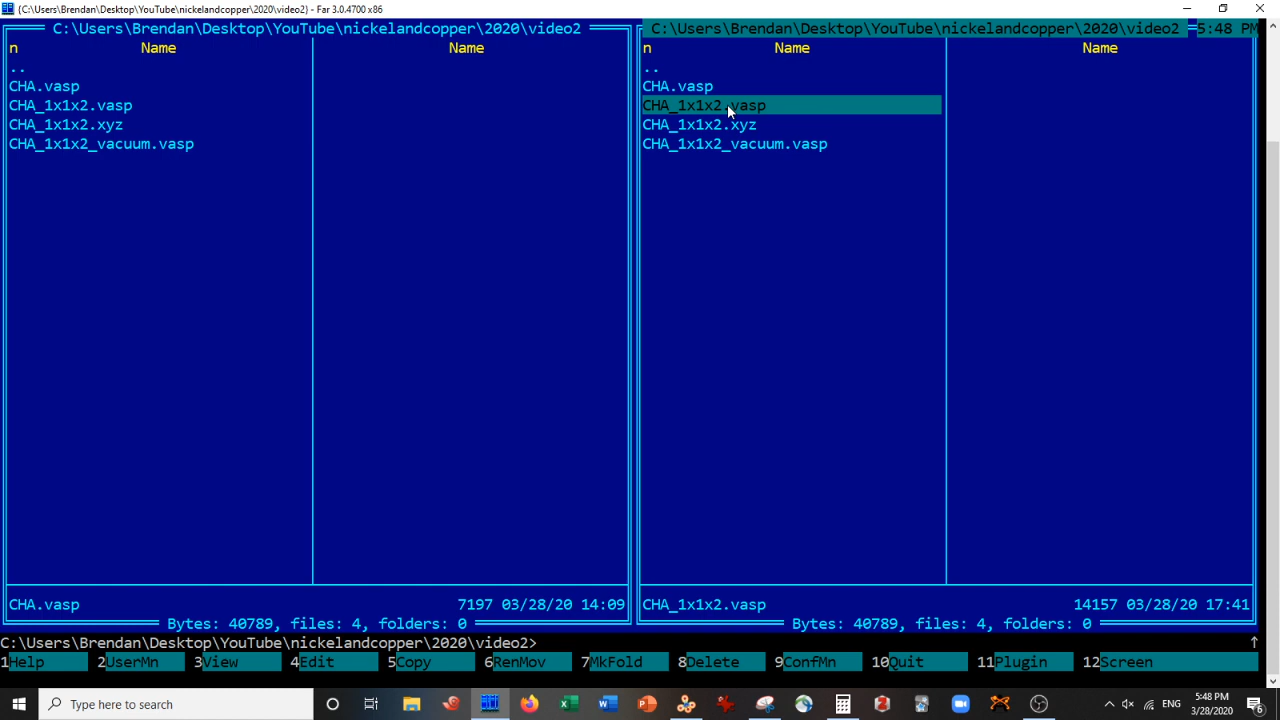 {C:\Users\Brendan\Desktop\YouTube\nickelandcopper\2020\video2} - Far 3.0.4700 x86
C:\Users\Brendan\Desktop\YouTube\nickelandcopper\2020\video2
n Name Name
..
CHA.vasp
CHA_1x1x2.vasp
CHA_1x1x2.xyz
CHA_1x1x2_vacuum.vasp
CHA.vasp 7197 03/28/20 14:09
Bytes: 40789, files: 4, folders: 0
C:\Users\Brendan\Desktop\YouTube\nickelandcopper\2020\video2 5:48 PM
n Name Name
..
CHA.vasp
CHA_1x1x2.vasp
CHA_1x1x2.xyz
CHA_1x1x2_vacuum.vasp
CHA_1x1x2.vasp 14157 03/28/20 17:41
Bytes: 40789, files: 4, folders: 0
C:\Users\Brendan\Desktop\YouTube\nickelandcopper\2020\video2>
1Help 2UserMn 3View 4Edit 5Copy 6RenMov 7MkFold 8Delete 9ConfMn 10Quit 11Plugin 12Screen
Type here to search
ENG
5:48 PM
3/28/2020
6